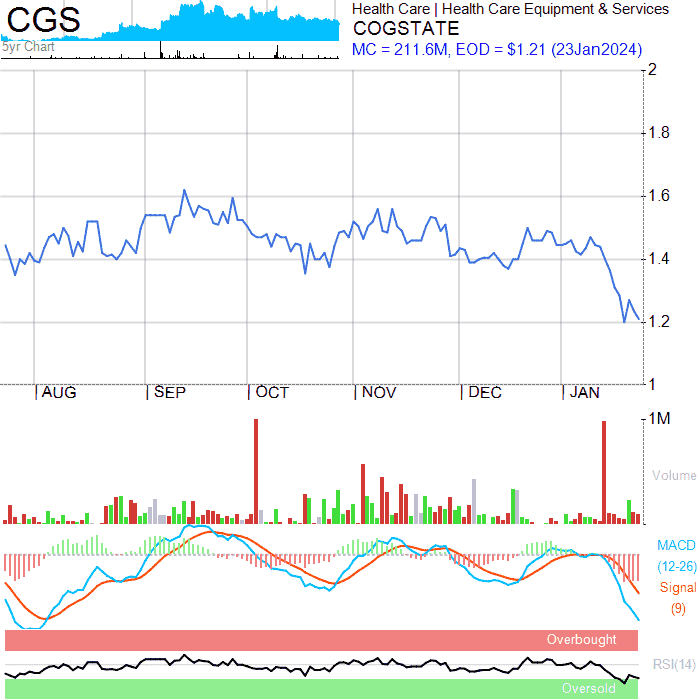 CGS
5yr Chart
Health Care | Health Care Equipment & Services
COGSTATE
MC = 211.6M, EOD = $1.21 (23Jan2024)
2
1.8
1.6
1.4
1.2
1
| AUG | SEP | OCT | NOV | DEC | JAN
1M
Volume
MACD
(12-26)
Signal
(9)
Overbought
RSI(14)
Oversold